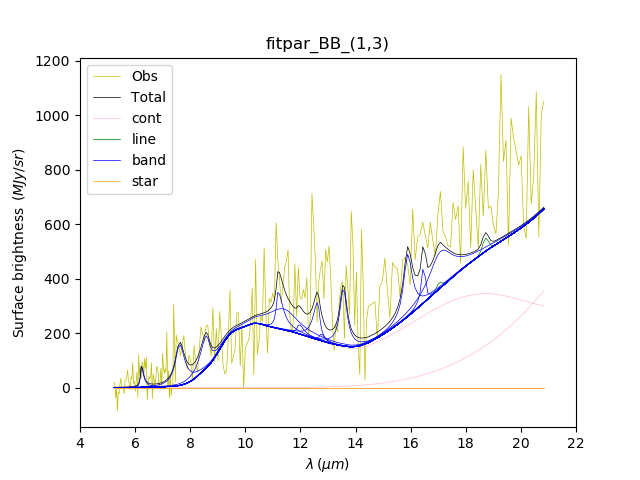 fitpar_BB_(1,3)
Surface brightness (MJy/sr)
1200
1000
800
600
400
200
0
Obs
Total
cont
line
band
star
4 6 8 10 12 14 16 18 20 22
λ (μm)